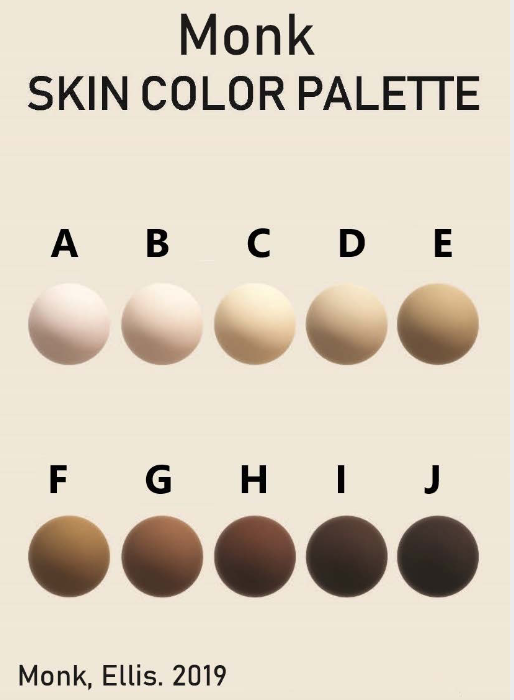 Monk
SKIN COLOR PALETTE
A B C D E
F G H I J
Monk, Ellis. 2019